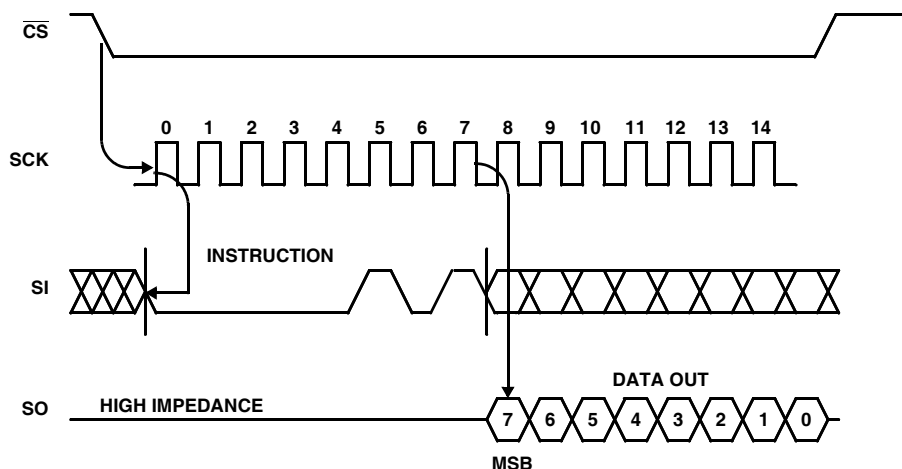 CS
0 1 2 3 4 5 6 7 8 9 10 11 12 13 14
SCK
INSTRUCTION
SI
DATA OUT
SO HIGH IMPEDANCE 7 6 5 4 3 2 1 0
MSB